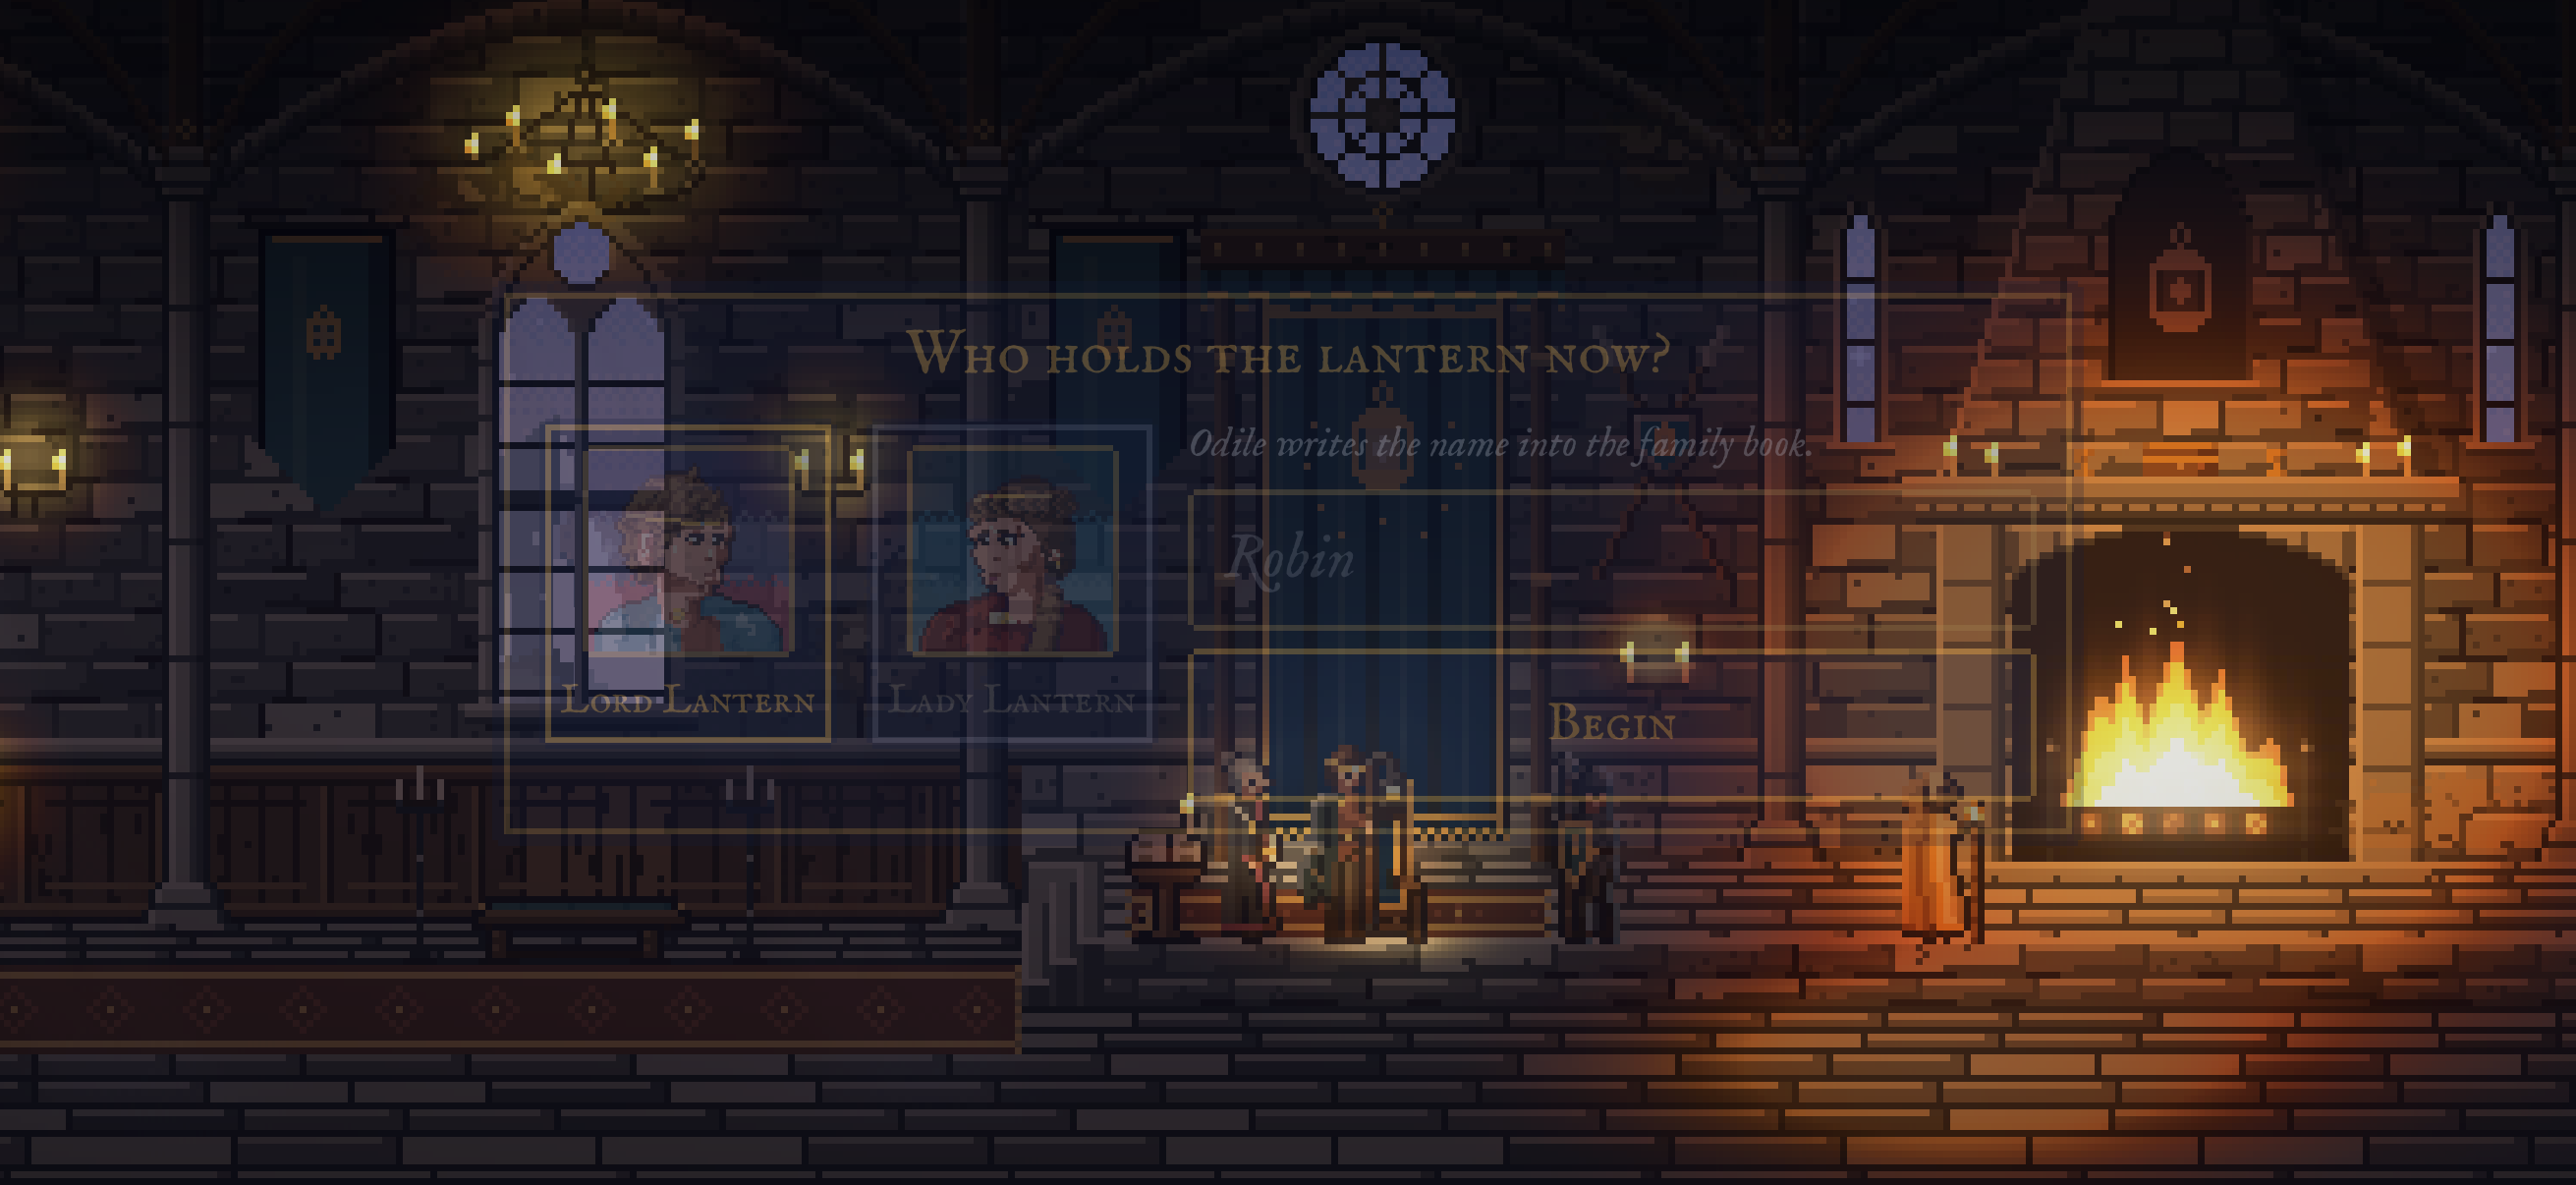 Who holds the lantern now?
Odile writes the name into the family book.
Robin
Lord Lantern
Lady Lantern
Begin